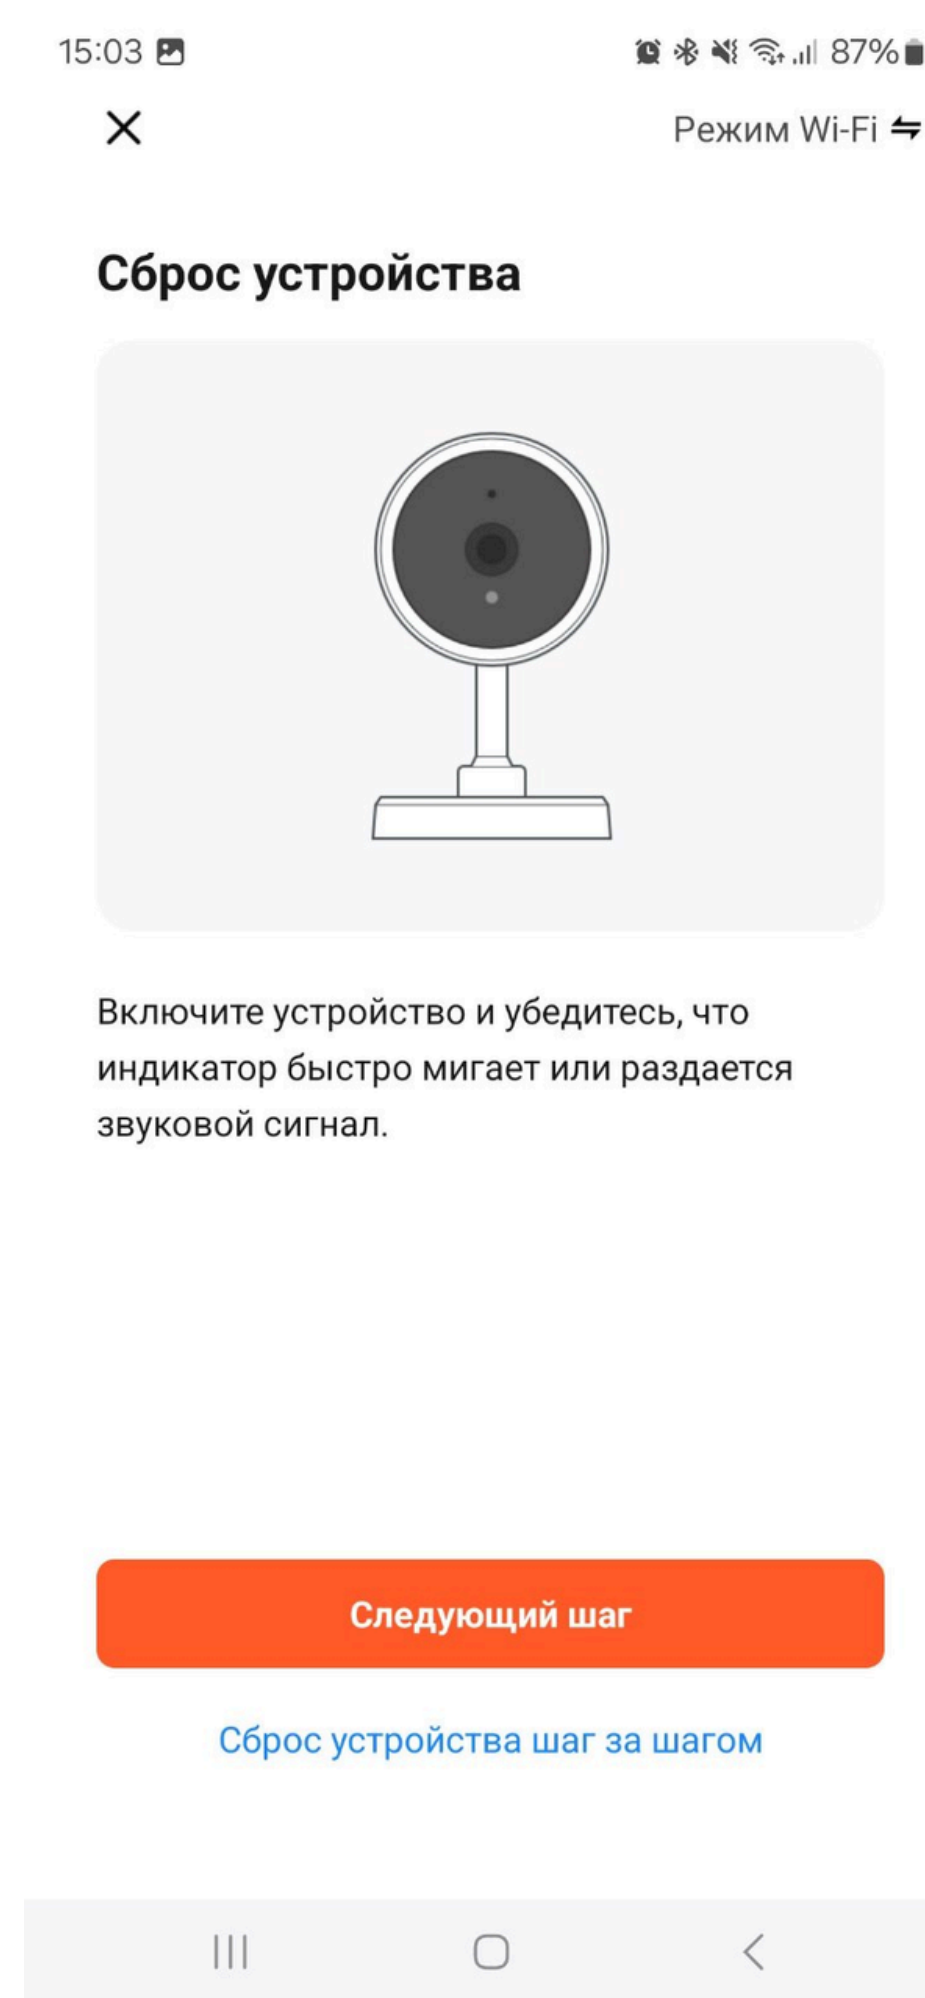 15:03 87%
Режим Wi-Fi
Сброс устройства
Включите устройство и убедитесь, что
индикатор быстро мигает или раздается
звуковой сигнал.
Следующий шаг
Сброс устройства шаг за шагом